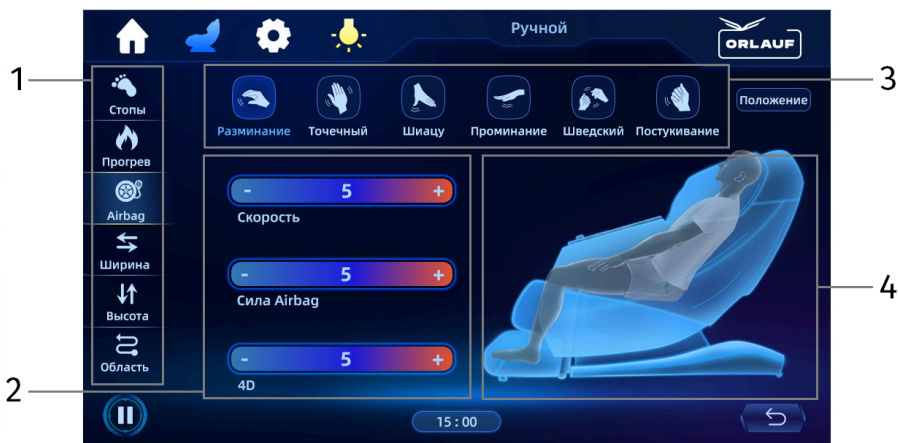 Ручной
ORLAUF
1
3
Стопы
Прогрев
Airbag
Ширина
Высота
Область
Разминание
Точечный
Шиацу
Проминание
Шведский
Постукивание
Положение
- 5 +
Скорость
- 5 +
Сила Airbag
- 5 +
4D
4
2
15:00